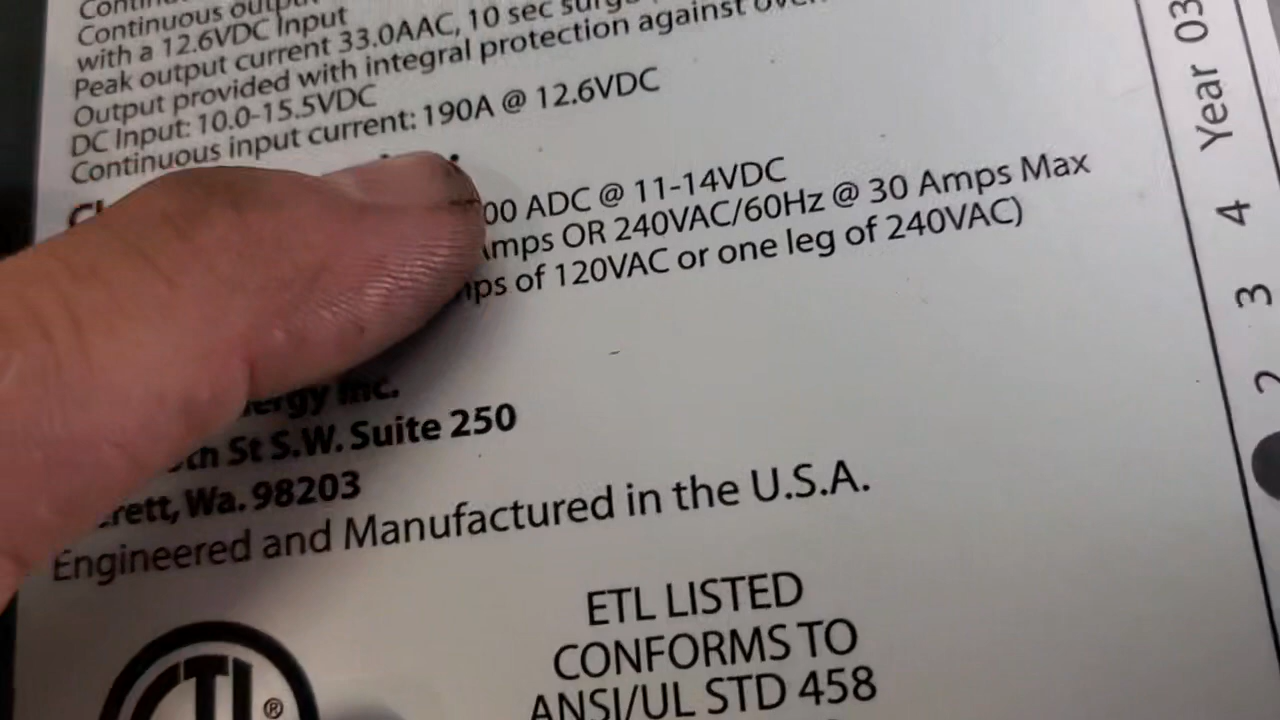 Continuous output
with a 12.6VDC Input
Peak output current 33.0AAC, 10 sec surge
Output provided with integral protection against
DC Input: 10.0-15.5VDC
Continuous input current: 190A @ 12.6VDC
00 ADC @ 11-14VDC
Amps OR 240VAC/60Hz @ 30 Amps Max
ps of 120VAC or one leg of 240VAC)
ergy Inc.
th St S.W. Suite 250
rett, Wa. 98203
Engineered and Manufactured in the U.S.A.
ETL LISTED
CONFORMS TO
ANSI/UL STD 458
ETL ®
Year 03
4
3
2